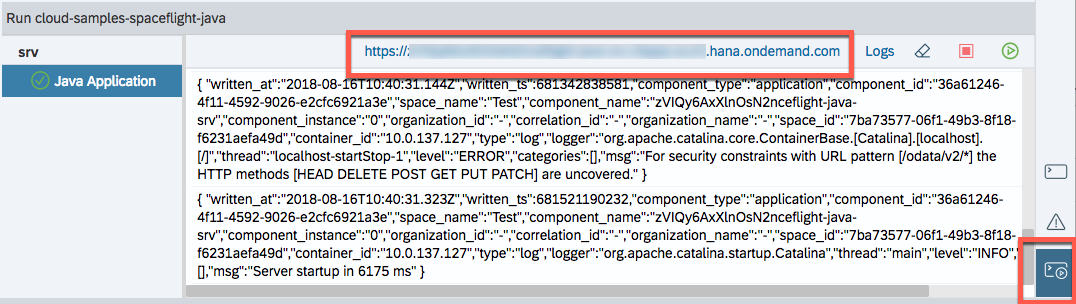 Run cloud-samples-spaceflight-java
srv
https:// .hana.ondemand.com Logs
Java Application
{ "written_at":"2018-08-16T10:40:31.144Z","written_ts":681342838581,"component_type":"application","component_id":"36a61246-
4f11-4592-9026-e2cfc6921a3e","space_name":"Test","component_name":"zVIQy6AxXlnOsN2nceflight-java-
srv","component_instance":"0","organization_id":"-","correlation_id":"-","organization_name":"-","space_id":"7ba73577-06f1-49b3-8f18-
f6231aefa49d","container_id":"10.0.137.127","type":"log","logger":"org.apache.catalina.core.ContainerBase.[Catalina].[localhost].
[/]","thread":"localhost-startStop-1","level":"ERROR","categories":[],"msg":"For security constraints with URL pattern [/odata/v2/*] the
HTTP methods [HEAD DELETE POST GET PUT PATCH] are uncovered." }
{ "written_at":"2018-08-16T10:40:31.323Z","written_ts":681521190232,"component_type":"application","component_id":"36a61246-
4f11-4592-9026-e2cfc6921a3e","space_name":"Test","component_name":"zVIQy6AxXlnOsN2nceflight-java-
srv","component_instance":"0","organization_id":"-","correlation_id":"-","organization_name":"-","space_id":"7ba73577-06f1-49b3-8f18-
f6231aefa49d","container_id":"10.0.137.127","type":"log","logger":"org.apache.catalina.startup.Catalina","thread":"main","level":"INFO",
[],"msg":"Server startup in 6175 ms" }